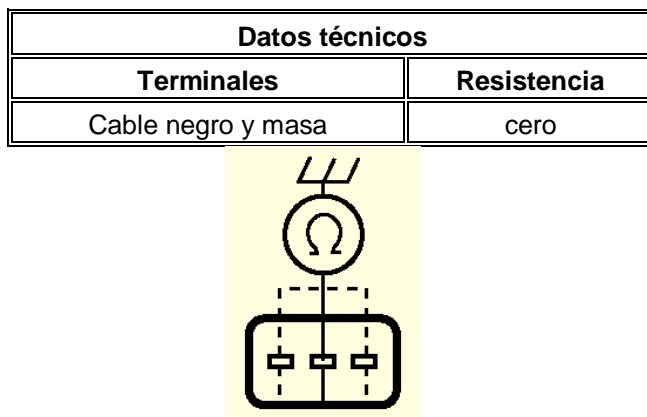 Datos técnicos
Terminales Resistencia
Cable negro y masa cero
Ω